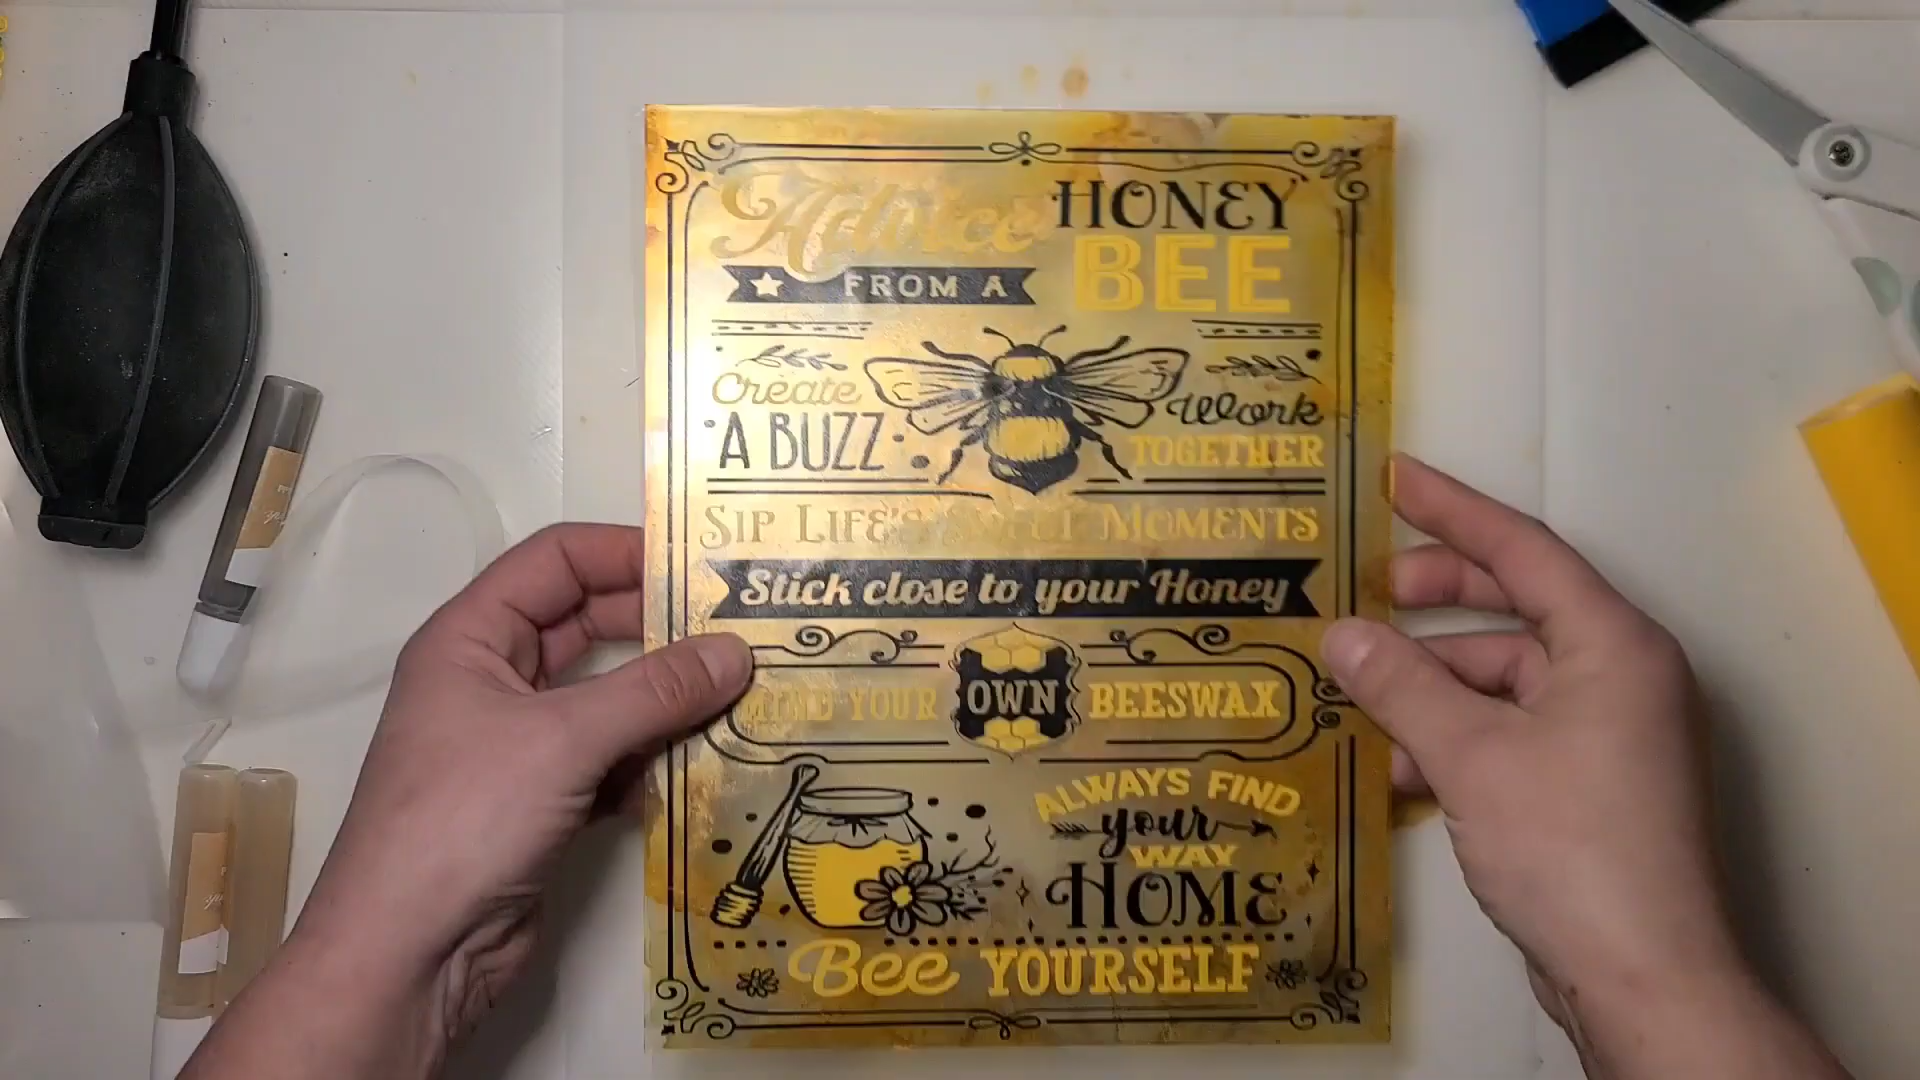 Advice
FROM A
HONEY
BEE
Create
A BUZZ
Work
TOGETHER
SIP LIFE'S SWEET MOMENTS
Stick close to your Honey
MIND YOUR OWN BEESWAX
ALWAYS FIND
your
WAY
HOME
Bee YOURSELF